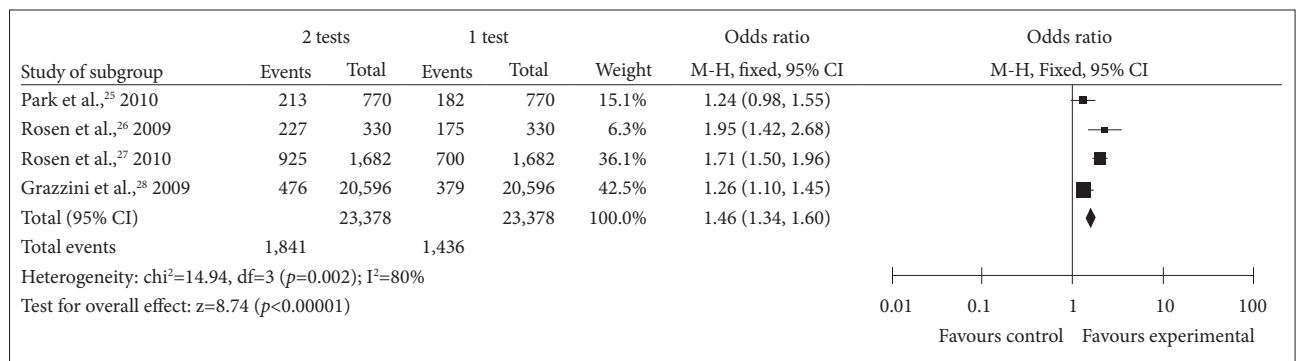 2 tests 1 test Odds ratio Odds ratio
Study of subgroup Events Total Events Total Weight M-H, fixed, 95% CI M-H, Fixed, 95% CI
Park et al.,²⁵ 2010 213 770 182 770 15.1% 1.24 (0.98, 1.55)
Rosen et al.,²⁶ 2009 227 330 175 330 6.3% 1.95 (1.42, 2.68)
Rosen et al.,²⁷ 2010 925 1,682 700 1,682 36.1% 1.71 (1.50, 1.96)
Grazzini et al.,²⁸ 2009 476 20,596 379 20,596 42.5% 1.26 (1.10, 1.45)
Total (95% CI) 23,378 23,378 100.0% 1.46 (1.34, 1.60)
Total events 1,841 1,436
Heterogeneity: chi²=14.94, df=3 (p=0.002); I²=80%
Test for overall effect: z=8.74 (p<0.00001) 0.01 0.1 1 10 100
Favours control Favours experimental